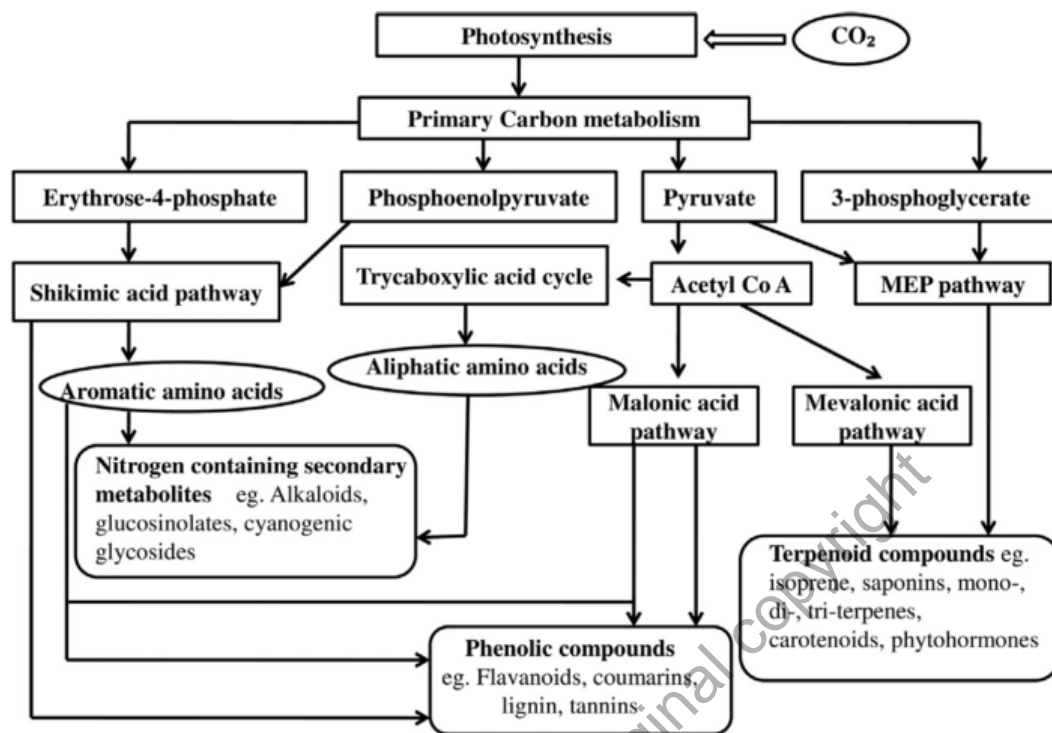 Photosynthesis
CO₂
Primary Carbon metabolism
Erythrose-4-phosphate
Phosphoenolpyruvate
Pyruvate
3-phosphoglycerate
Shikimic acid pathway
Trycaboxylic acid cycle
Acetyl Co A
MEP pathway
Aromatic amino acids
Aliphatic amino acids
Malonic acid
pathway
Mevalonic acid
pathway
Nitrogen containing secondary
metabolites eg. Alkaloids,
glucosinolates, cyanogenic
glycosides
Terpenoid compounds eg.
isoprene, saponins, mono-,
di-, tri-terpenes,
carotenoids, phytohormones
Phenolic compounds
eg. Flavanoids, coumarins,
lignin, tannins
copyright